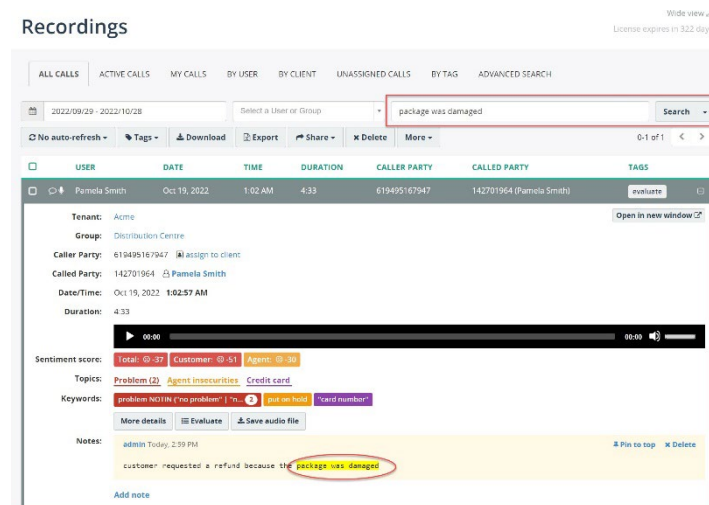 Wide view
Recordings
License expires in 322 day
ALL CALLS ACTIVE CALLS MY CALLS BY USER BY CLIENT UNASSIGNED CALLS BY TAG ADVANCED SEARCH
2022/09/29 - 2022/10/28 Select a User or Group package was damaged Search
No auto-refresh Tags Download Export Share Delete More 0-1 of 1
USER DATE TIME DURATION CALLER PARTY CALLED PARTY TAGS
Pamela Smith Oct 19, 2022 1:02 AM 4:33 619495167947 142701964 (Pamela Smith) evaluate
Tenant: Acme Open in new window
Group: Distribution Centre
Caller Party: 619495167947 assign to client
Called Party: 142701964 Pamela Smith
Date/Time: Oct 19, 2022 1:02:57 AM
Duration: 4:33
00:00 00:00
Sentiment score: Total: -37 Customer: -51 Agent: -30
Topics: Problem (2) Agent insecurities Credit card
Keywords: problem NOTIN ("no problem" | "n... 2 put on hold "card number"
More details Evaluate Save audio file
Notes: admin Today, 2:59 PM Pin to top Delete
customer requested a refund because the package was damaged
Add note